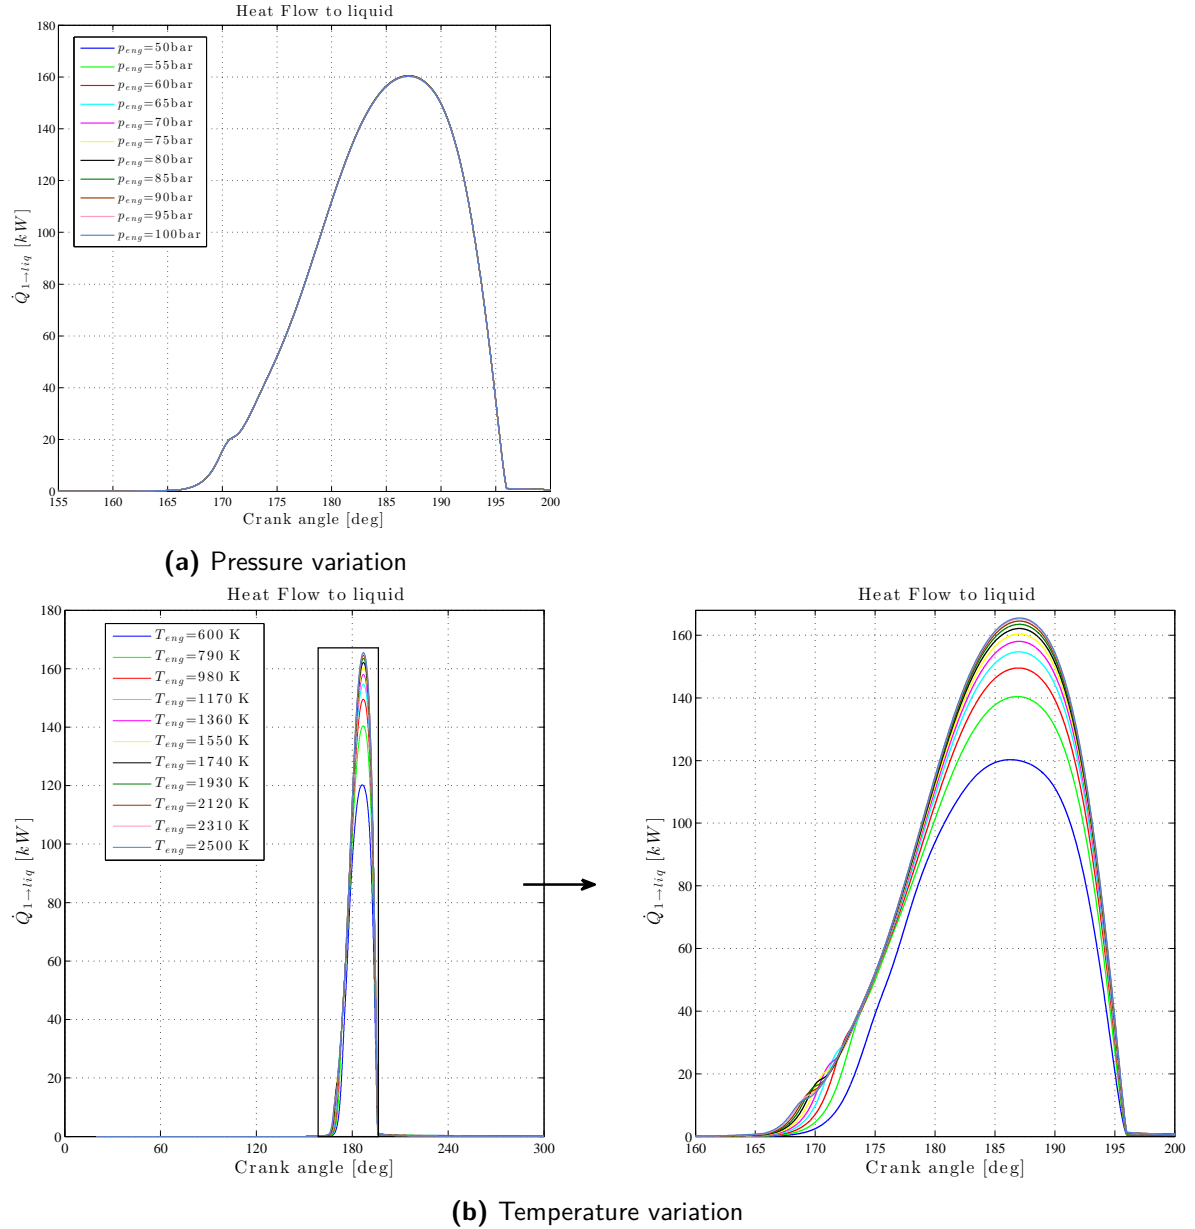 Heat Flow to liquid
180
160
140
120
100
80
60
40
20
0
p_eng=50bar
p_eng=55bar
p_eng=60bar
p_eng=65bar
p_eng=70bar
p_eng=75bar
p_eng=80bar
p_eng=85bar
p_eng=90bar
p_eng=95bar
p_eng=100bar
Q̇_{1→liq} [kW]
155 160 165 170 175 180 185 190 195 200
Crank angle [deg]
(a) Pressure variation
Heat Flow to liquid
180
160
140
120
100
80
60
40
20
0
T_eng=600 K
T_eng=790 K
T_eng=980 K
T_eng=1170 K
T_eng=1360 K
T_eng=1550 K
T_eng=1740 K
T_eng=1930 K
T_eng=2120 K
T_eng=2310 K
T_eng=2500 K
Q̇_{1→liq} [kW]
0 60 120 180 240 300
Crank angle [deg]
Heat Flow to liquid
160
140
120
100
80
60
40
20
0
Q̇_{1→liq} [kW]
160 165 170 175 180 185 190 195 200
Crank angle [deg]
(b) Temperature variation